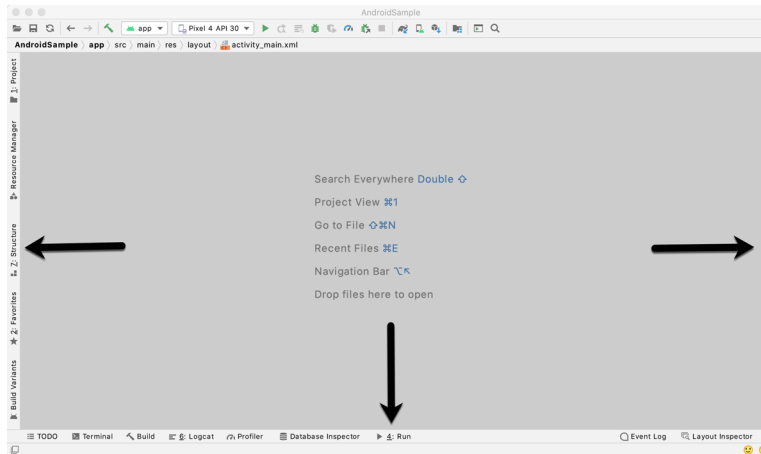 AndroidSample
app
Pixel 4 API 30
AndroidSample app src main res layout activity_main.xml
1: Project
Resource Manager
Z: Structure
2: Favorites
Build Variants
Search Everywhere Double ⇧
Project View ⌘1
Go to File ⇧⌘N
Recent Files ⌘E
Navigation Bar ⌥↖
Drop files here to open
TODO Terminal Build 6: Logcat Profiler Database Inspector 4: Run Event Log Layout Inspector